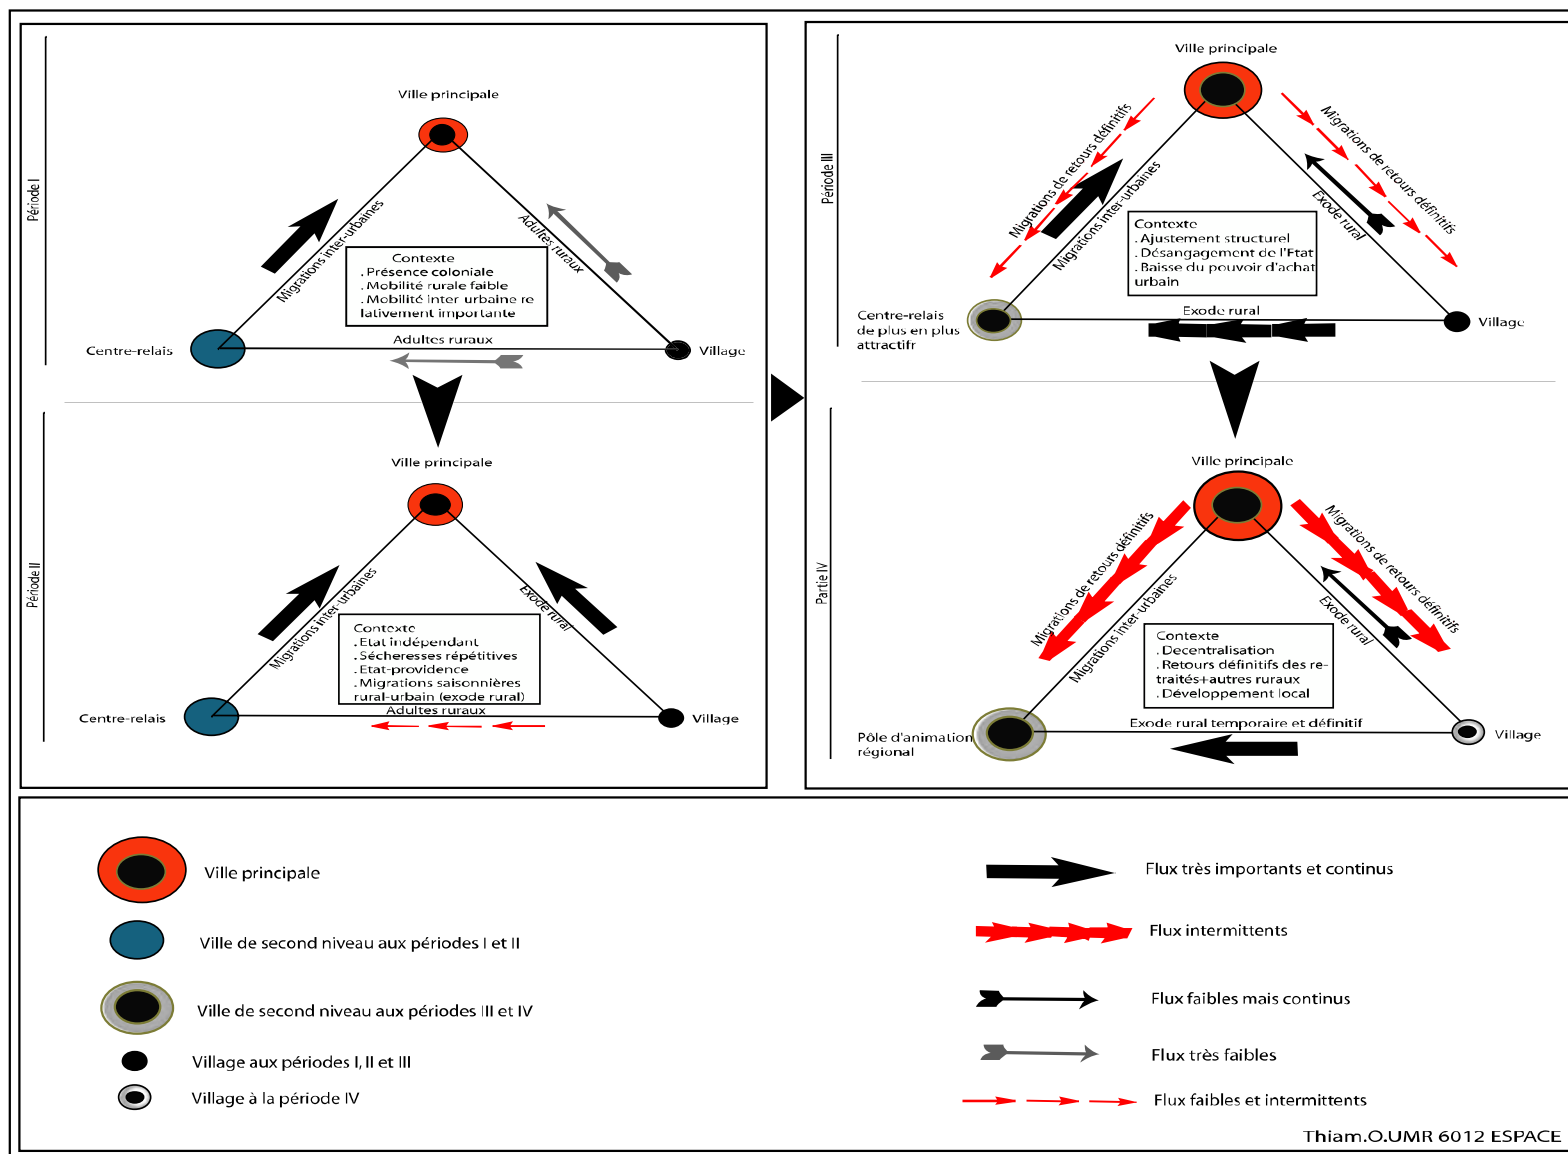 Période I
Ville principale
Migrations inter-urbaines
Adultes ruraux
Contexte
. Présence coloniale
. Mobilité rurale faible
. Mobilité inter-urbaine re
lativement importante
Centre-relais
Adultes ruraux
Village
Période II
Ville principale
Migrations inter-urbaines
Exode rural
Contexte
. Etat indépendant
. Sécheresses répétitives
. Etat-providence
. Migrations saisonnières
rural-urbain (exode rural)
Centre-relais
Adultes ruraux
Village
Période III
Ville principale
Migrations de retours définitifs
Migrations inter-urbaines
Migrations de retours définitifs
Exode rural
Contexte
. Ajustement structurel
. Désangagement de l'Etat
. Baisse du pouvoir d'achat
urbain
Centre-relais
de plus en plus
attractifr
Exode rural
Village
Partie IV
Ville principale
Migrations de retours définitifs
Migrations inter-urbaines
Migrations de retours définitifs
Exode rural
Contexte
. Decentralisation
. Retours définitifs des re-
traités+autres ruraux
. Développement local
Pôle d'animation
régional
Exode rural temporaire et définitif
Village
Ville principale
Ville de second niveau aux périodes I et II
Ville de second niveau aux périodes III et IV
Village aux périodes I, II et III
Village à la période IV
Flux très importants et continus
Flux intermittents
Flux faibles mais continus
Flux très faibles
Flux faibles et intermittents
Thiam.O.UMR 6012 ESPACE